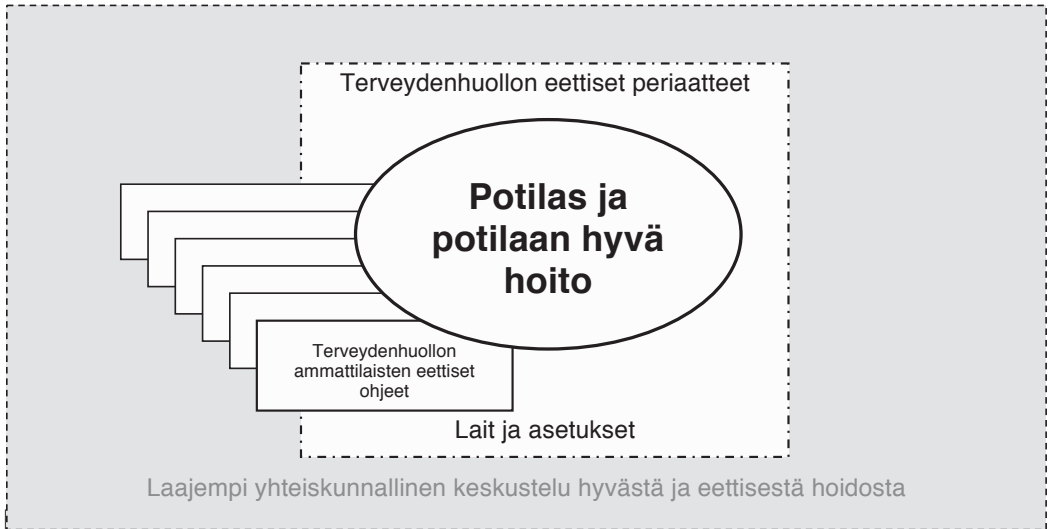 Terveydenhuollon eettiset periaatteet
Potilas ja
potilaan hyvä
hoito
Terveydenhuollon
ammattilaisten eettiset
ohjeet
Lait ja asetukset
Laajempi yhteiskunnallinen keskustelu hyvästä ja eettisestä hoidosta